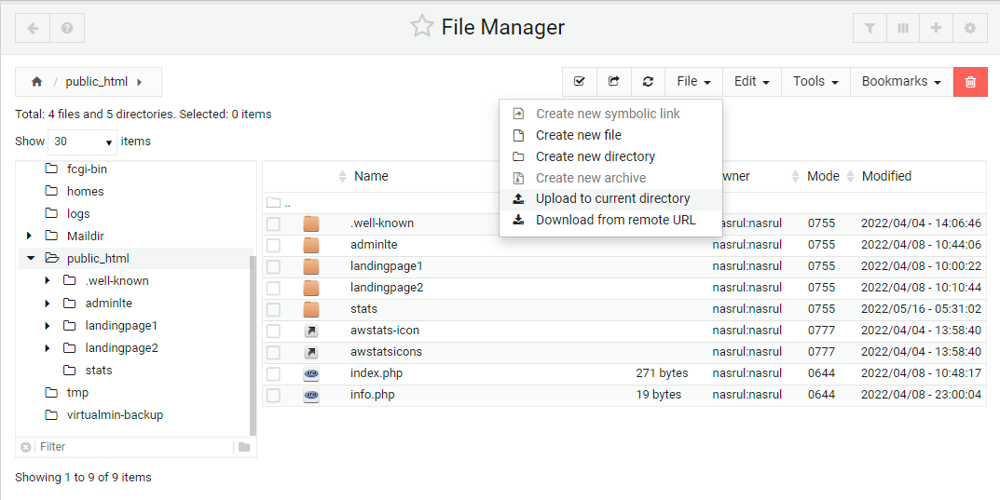 File Manager
/ public_html
File Edit Tools Bookmarks
Total: 4 files and 5 directories. Selected: 0 items
Show 30 items
Create new symbolic link
Create new file
Create new directory
Create new archive
Upload to current directory
Download from remote URL
fcgi-bin
homes
logs
Maildir
public_html
.well-known
adminlte
landingpage1
landingpage2
stats
tmp
virtualmin-backup
Filter
Name wner Mode Modified
..
.well-known nasrul:nasrul 0755 2022/04/04 - 14:06:46
adminlte nasrul:nasrul 0755 2022/04/08 - 10:44:06
landingpage1 nasrul:nasrul 0755 2022/04/08 - 10:00:22
landingpage2 nasrul:nasrul 0755 2022/04/08 - 10:10:44
stats nasrul:nasrul 0755 2022/05/16 - 05:31:02
awstats-icon nasrul:nasrul 0777 2022/04/04 - 13:58:40
awstatsicons nasrul:nasrul 0777 2022/04/04 - 13:58:40
index.php 271 bytes nasrul:nasrul 0644 2022/04/08 - 10:48:17
info.php 19 bytes nasrul:nasrul 0644 2022/04/08 - 23:00:04
Showing 1 to 9 of 9 items